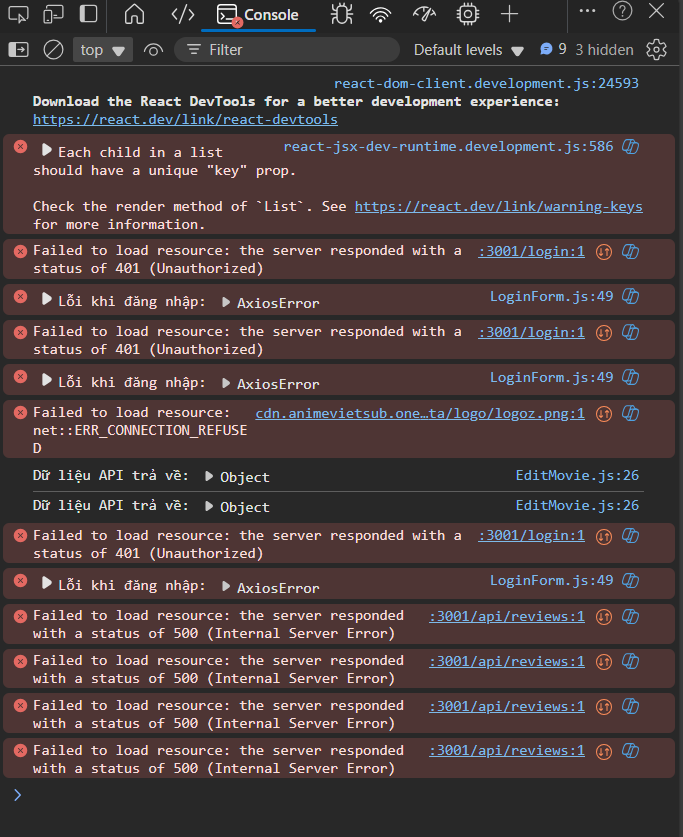 Console
top
Filter
Default levels
9
3 hidden
react-dom-client.development.js:24593
Download the React DevTools for a better development experience:
https://react.dev/link/react-devtools
Each child in a list react-jsx-dev-runtime.development.js:586
should have a unique "key" prop.
Check the render method of `List`. See https://react.dev/link/warning-keys
for more information.
Failed to load resource: the server responded with a :3001/login:1
status of 401 (Unauthorized)
Lỗi khi đăng nhập: AxiosError LoginForm.js:49
Failed to load resource: the server responded with a :3001/login:1
status of 401 (Unauthorized)
Lỗi khi đăng nhập: AxiosError LoginForm.js:49
Failed to load resource: cdn.animevietsub.one…ta/logo/logoz.png:1
net::ERR_CONNECTION_REFUSE
D
Dữ liệu API trả về: Object EditMovie.js:26
Dữ liệu API trả về: Object EditMovie.js:26
Failed to load resource: the server responded with a :3001/login:1
status of 401 (Unauthorized)
Lỗi khi đăng nhập: AxiosError LoginForm.js:49
Failed to load resource: the server responded :3001/api/reviews:1
with a status of 500 (Internal Server Error)
Failed to load resource: the server responded :3001/api/reviews:1
with a status of 500 (Internal Server Error)
Failed to load resource: the server responded :3001/api/reviews:1
with a status of 500 (Internal Server Error)
Failed to load resource: the server responded :3001/api/reviews:1
with a status of 500 (Internal Server Error)